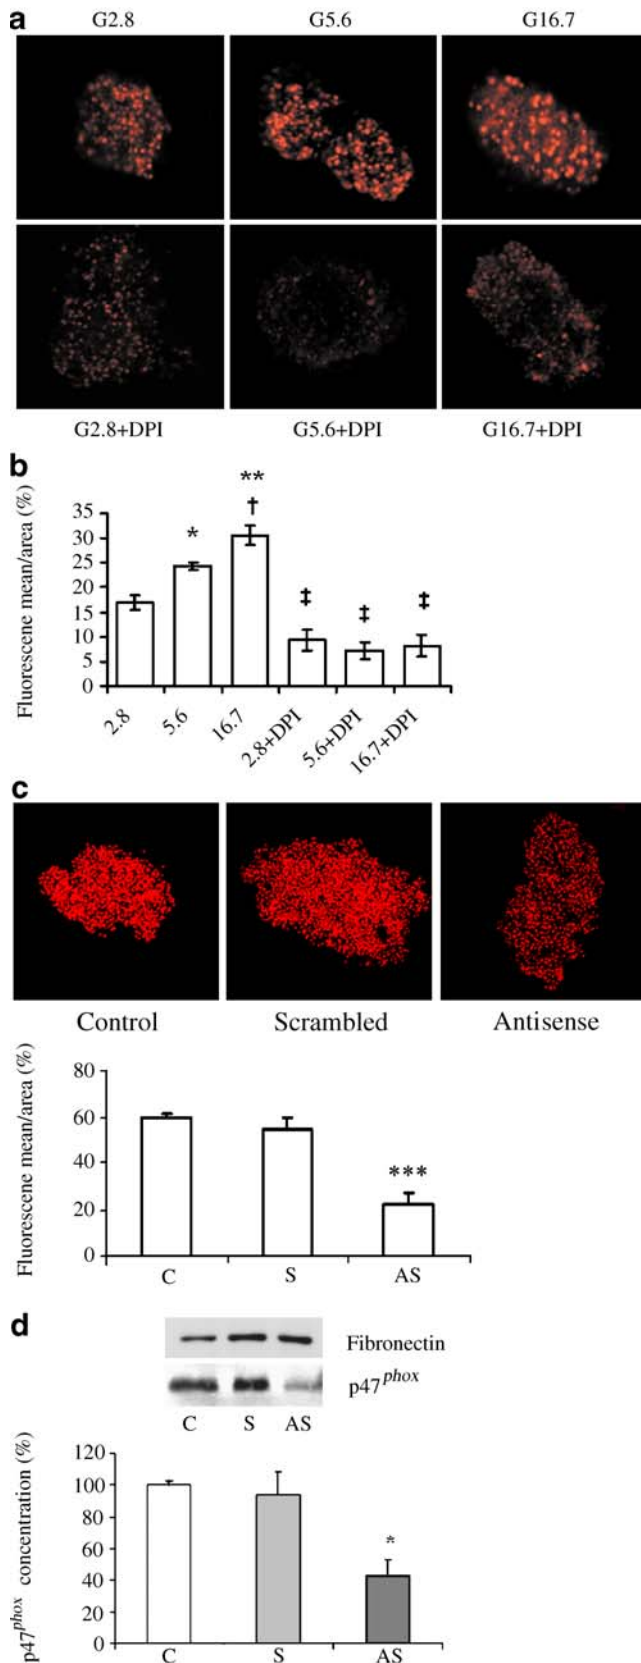 a
G2.8 G5.6 G16.7
G2.8+DPI G5.6+DPI G16.7+DPI
b
Fluorescene mean/area (%)
35
30
25
20
15
10
5
0
* ** † ‡ ‡ ‡
2.8 5.6 16.7 2.8+DPI 5.6+DPI 16.7+DPI
c
Control Scrambled Antisense
Fluorescene mean/area (%)
80
60
40
20
0
***
C S AS
d
Fibronectin
p47phox
C S AS
p47phox concentration (%)
120
100
80
60
40
20
0
*
C S AS